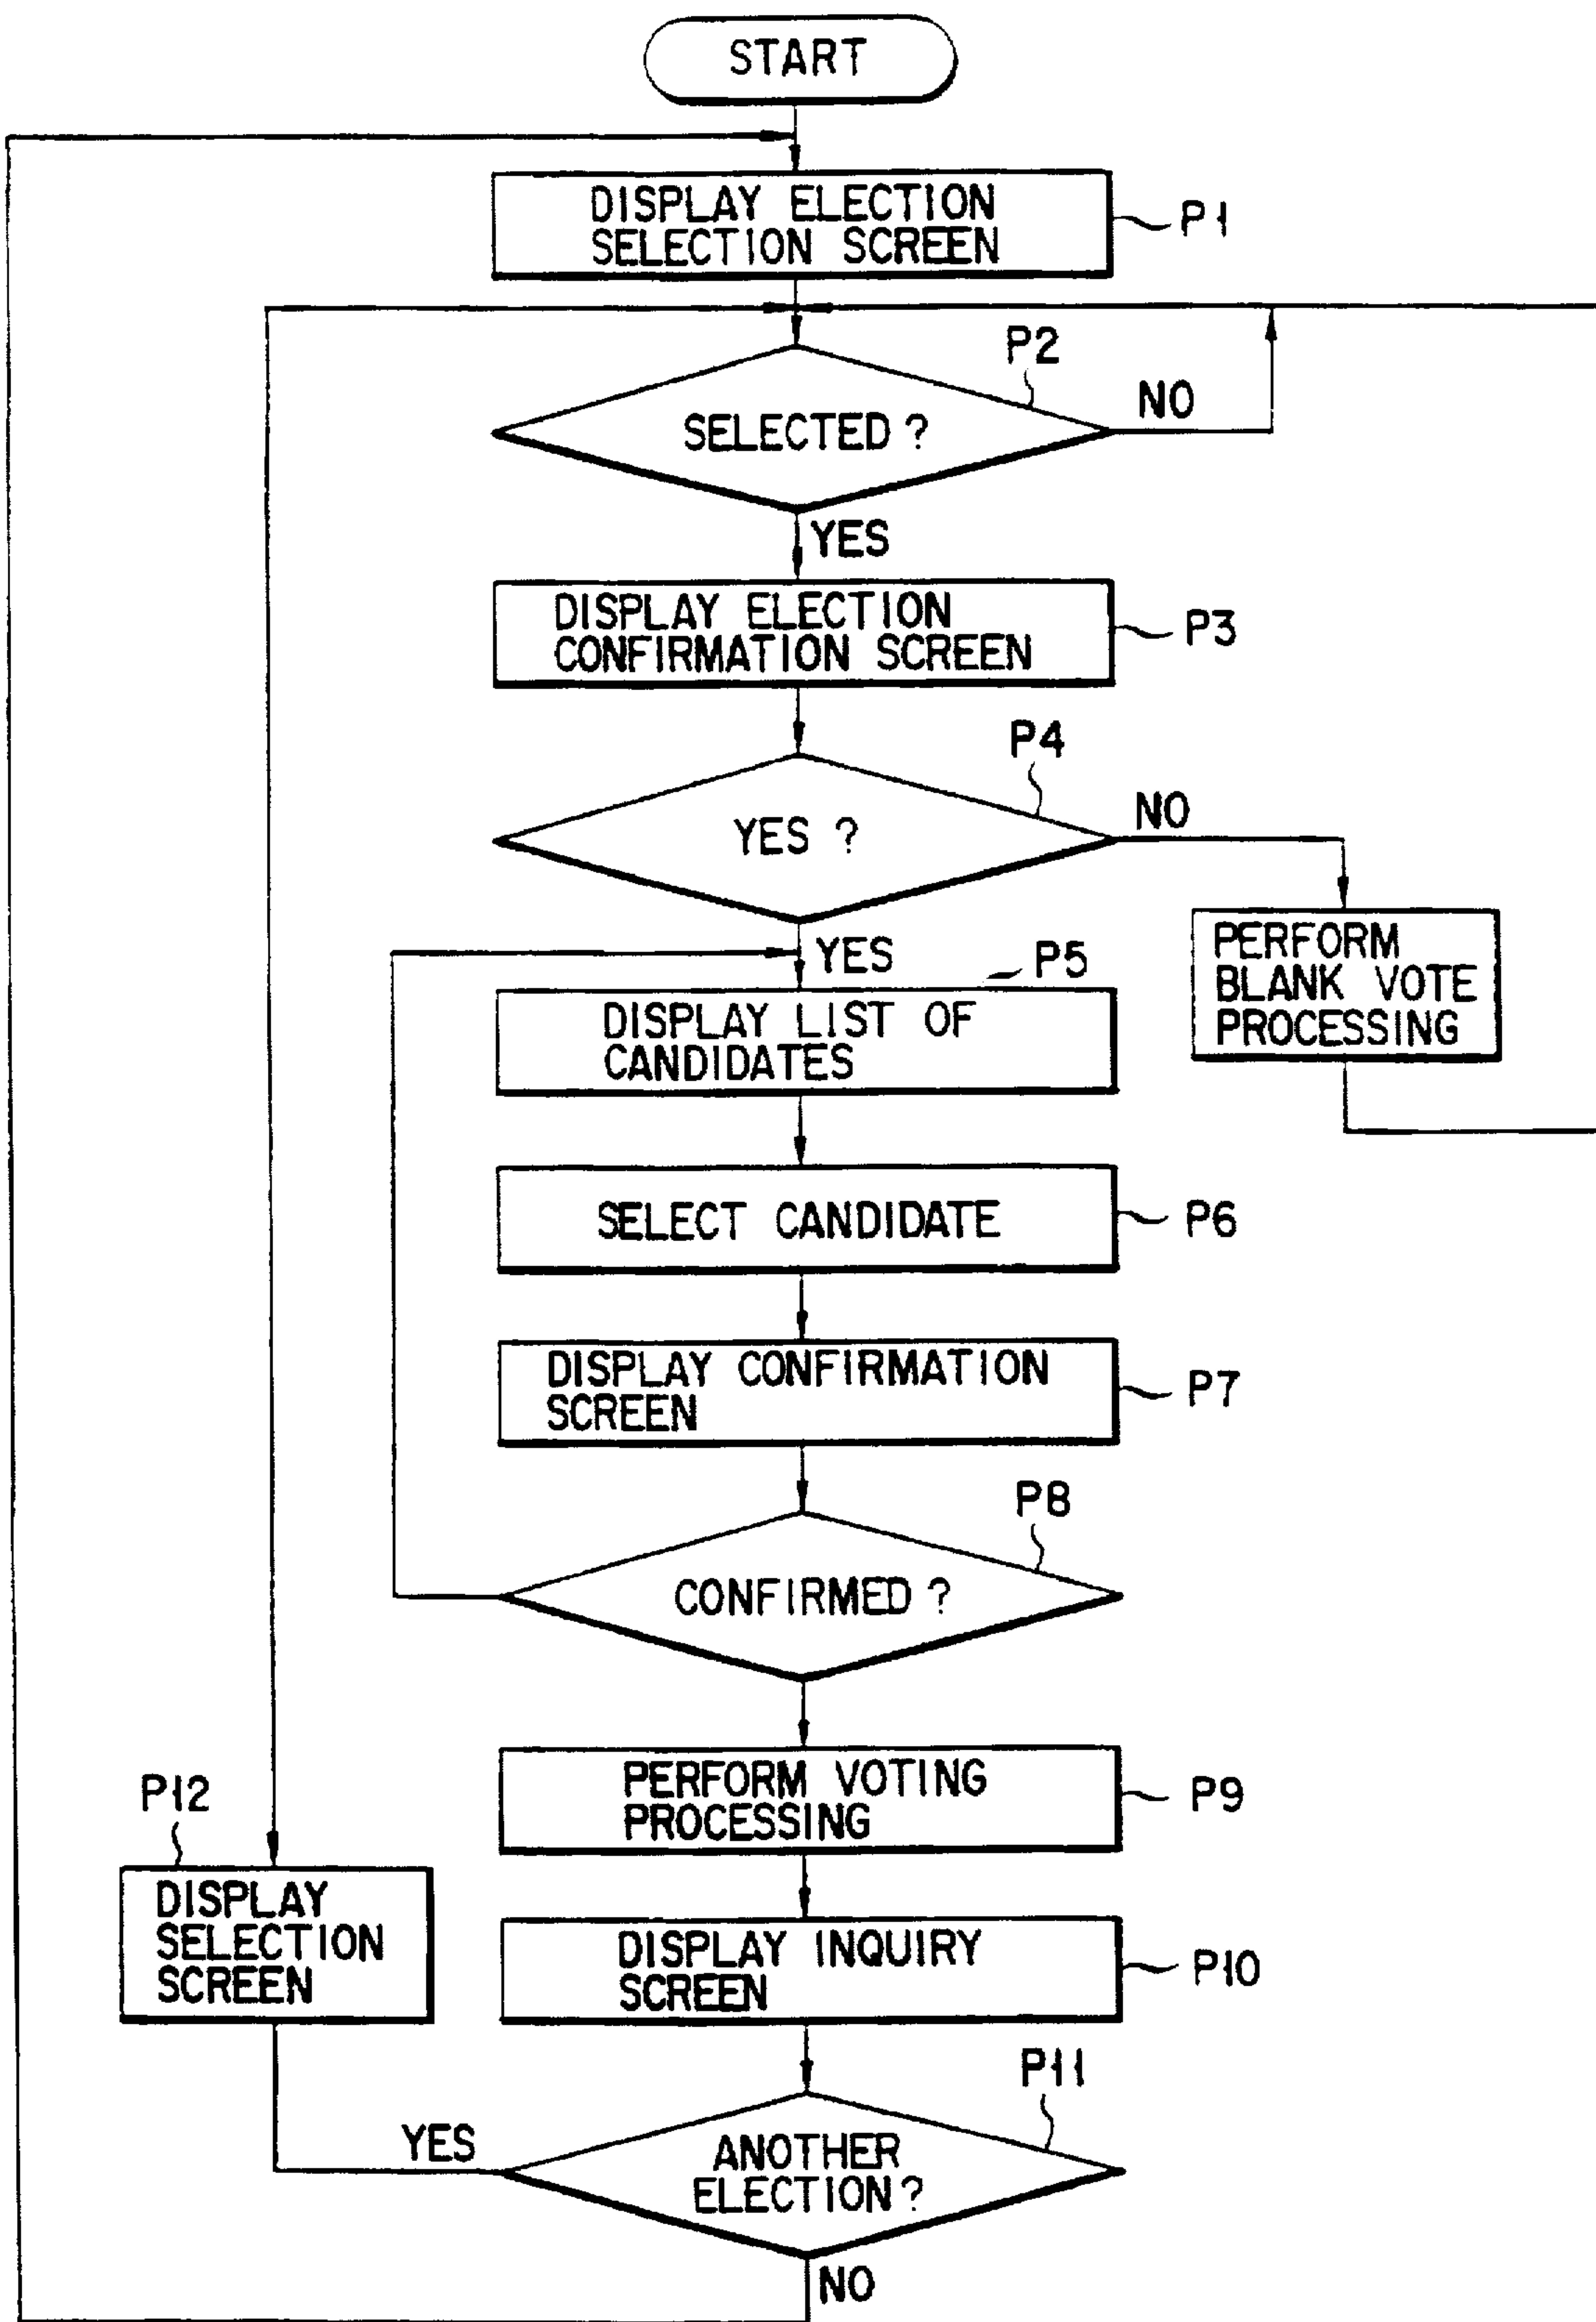 START
DISPLAY ELECTION
SELECTION SCREEN
P1
P2
SELECTED ?
NO
YES
DISPLAY ELECTION
CONFIRMATION SCREEN
P3
P4
YES ?
NO
YES
PERFORM
BLANK VOTE
PROCESSING
P5
DISPLAY LIST OF
CANDIDATES
SELECT CANDIDATE
P6
DISPLAY CONFIRMATION
SCREEN
P7
P8
CONFIRMED ?
PERFORM VOTING
PROCESSING
P9
P12
DISPLAY
SELECTION
SCREEN
DISPLAY INQUIRY
SCREEN
P10
P11
YES
ANOTHER
ELECTION ?
NO